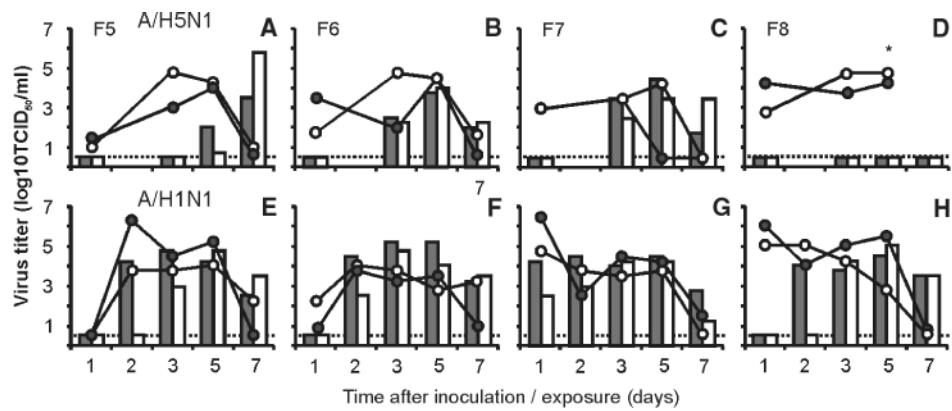 F5 A/H5N1 A F6 B F7 C F8 * D
7
5
3
1
7
A/H1N1 E F G H
7
5
3
1
1 2 3 5 7 1 2 3 5 7 1 2 3 5 7 1 2 3 5 7
Virus titer (log10TCID50/ml)
Time after inoculation / exposure (days)